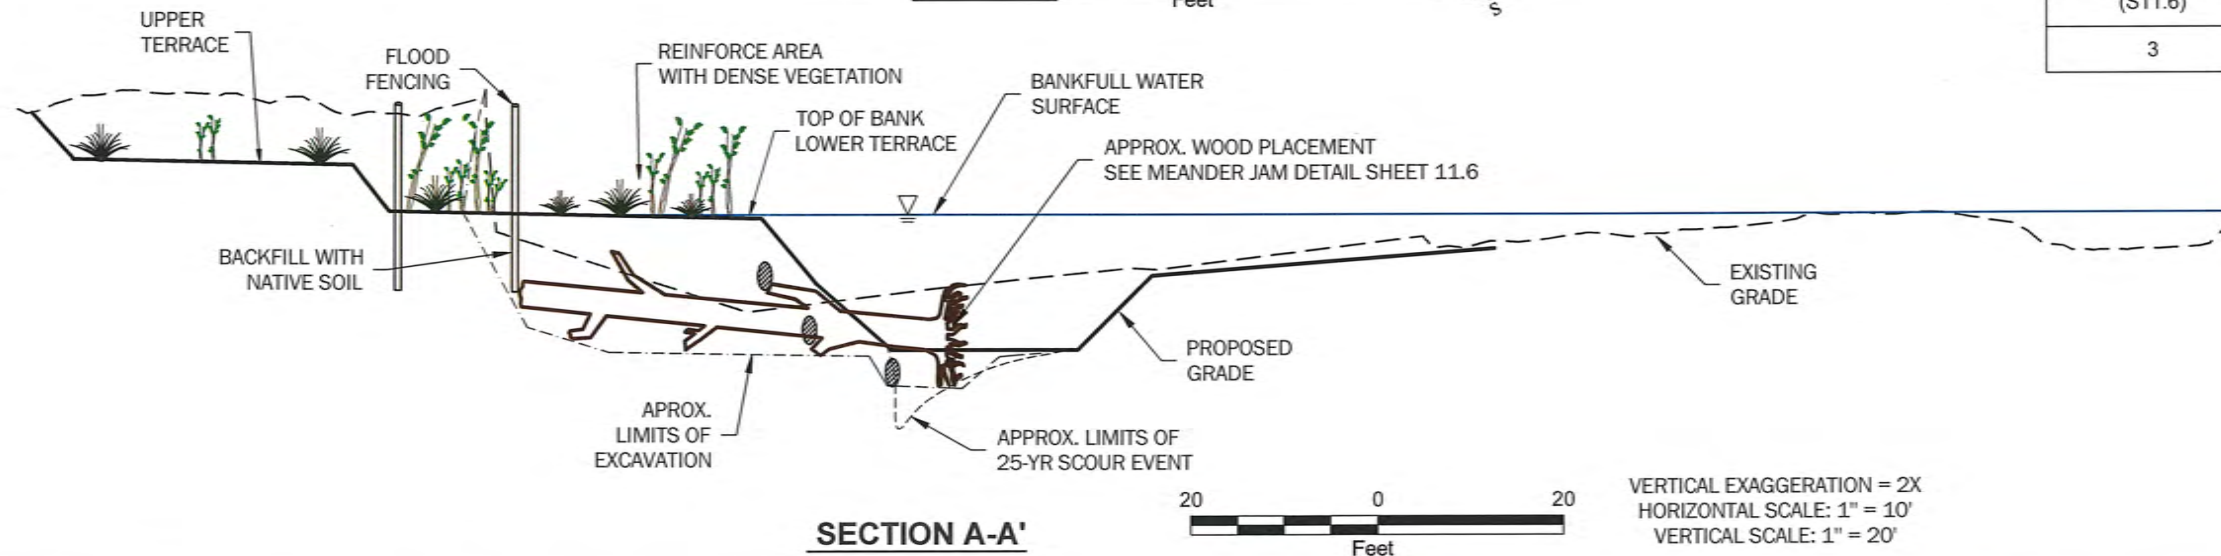 Feet
S
(ST1.6)
3
UPPER
TERRACE
FLOOD
FENCING
REINFORCE AREA
WITH DENSE VEGETATION
BANKFULL WATER
SURFACE
TOP OF BANK
LOWER TERRACE
APPROX. WOOD PLACEMENT
SEE MEANDER JAM DETAIL SHEET 11.6
BACKFILL WITH
NATIVE SOIL
EXISTING
GRADE
PROPOSED
GRADE
APROX.
LIMITS OF
EXCAVATION
APPROX. LIMITS OF
25-YR SCOUR EVENT
SECTION A-A'
20 0 20
Feet
VERTICAL EXAGGERATION = 2X
HORIZONTAL SCALE: 1" = 10'
VERTICAL SCALE: 1" = 20'